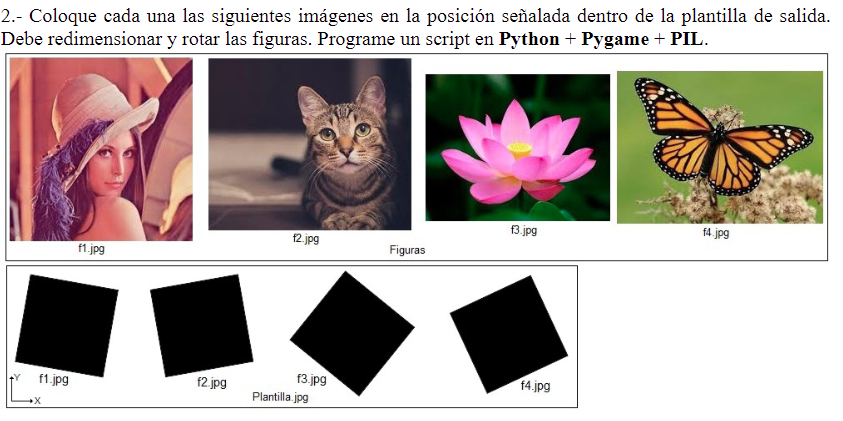 2.- Coloque cada una las siguientes imágenes en la posición señalada dentro de la plantilla de salida.
Debe redimensionar y rotar las figuras. Programe un script en Python + Pygame + PIL.
f1.jpg
f2.jpg
f3.jpg
f4.jpg
Figuras
Y
X
f1.jpg
f2.jpg
f3.jpg
f4.jpg
Plantilla.jpg